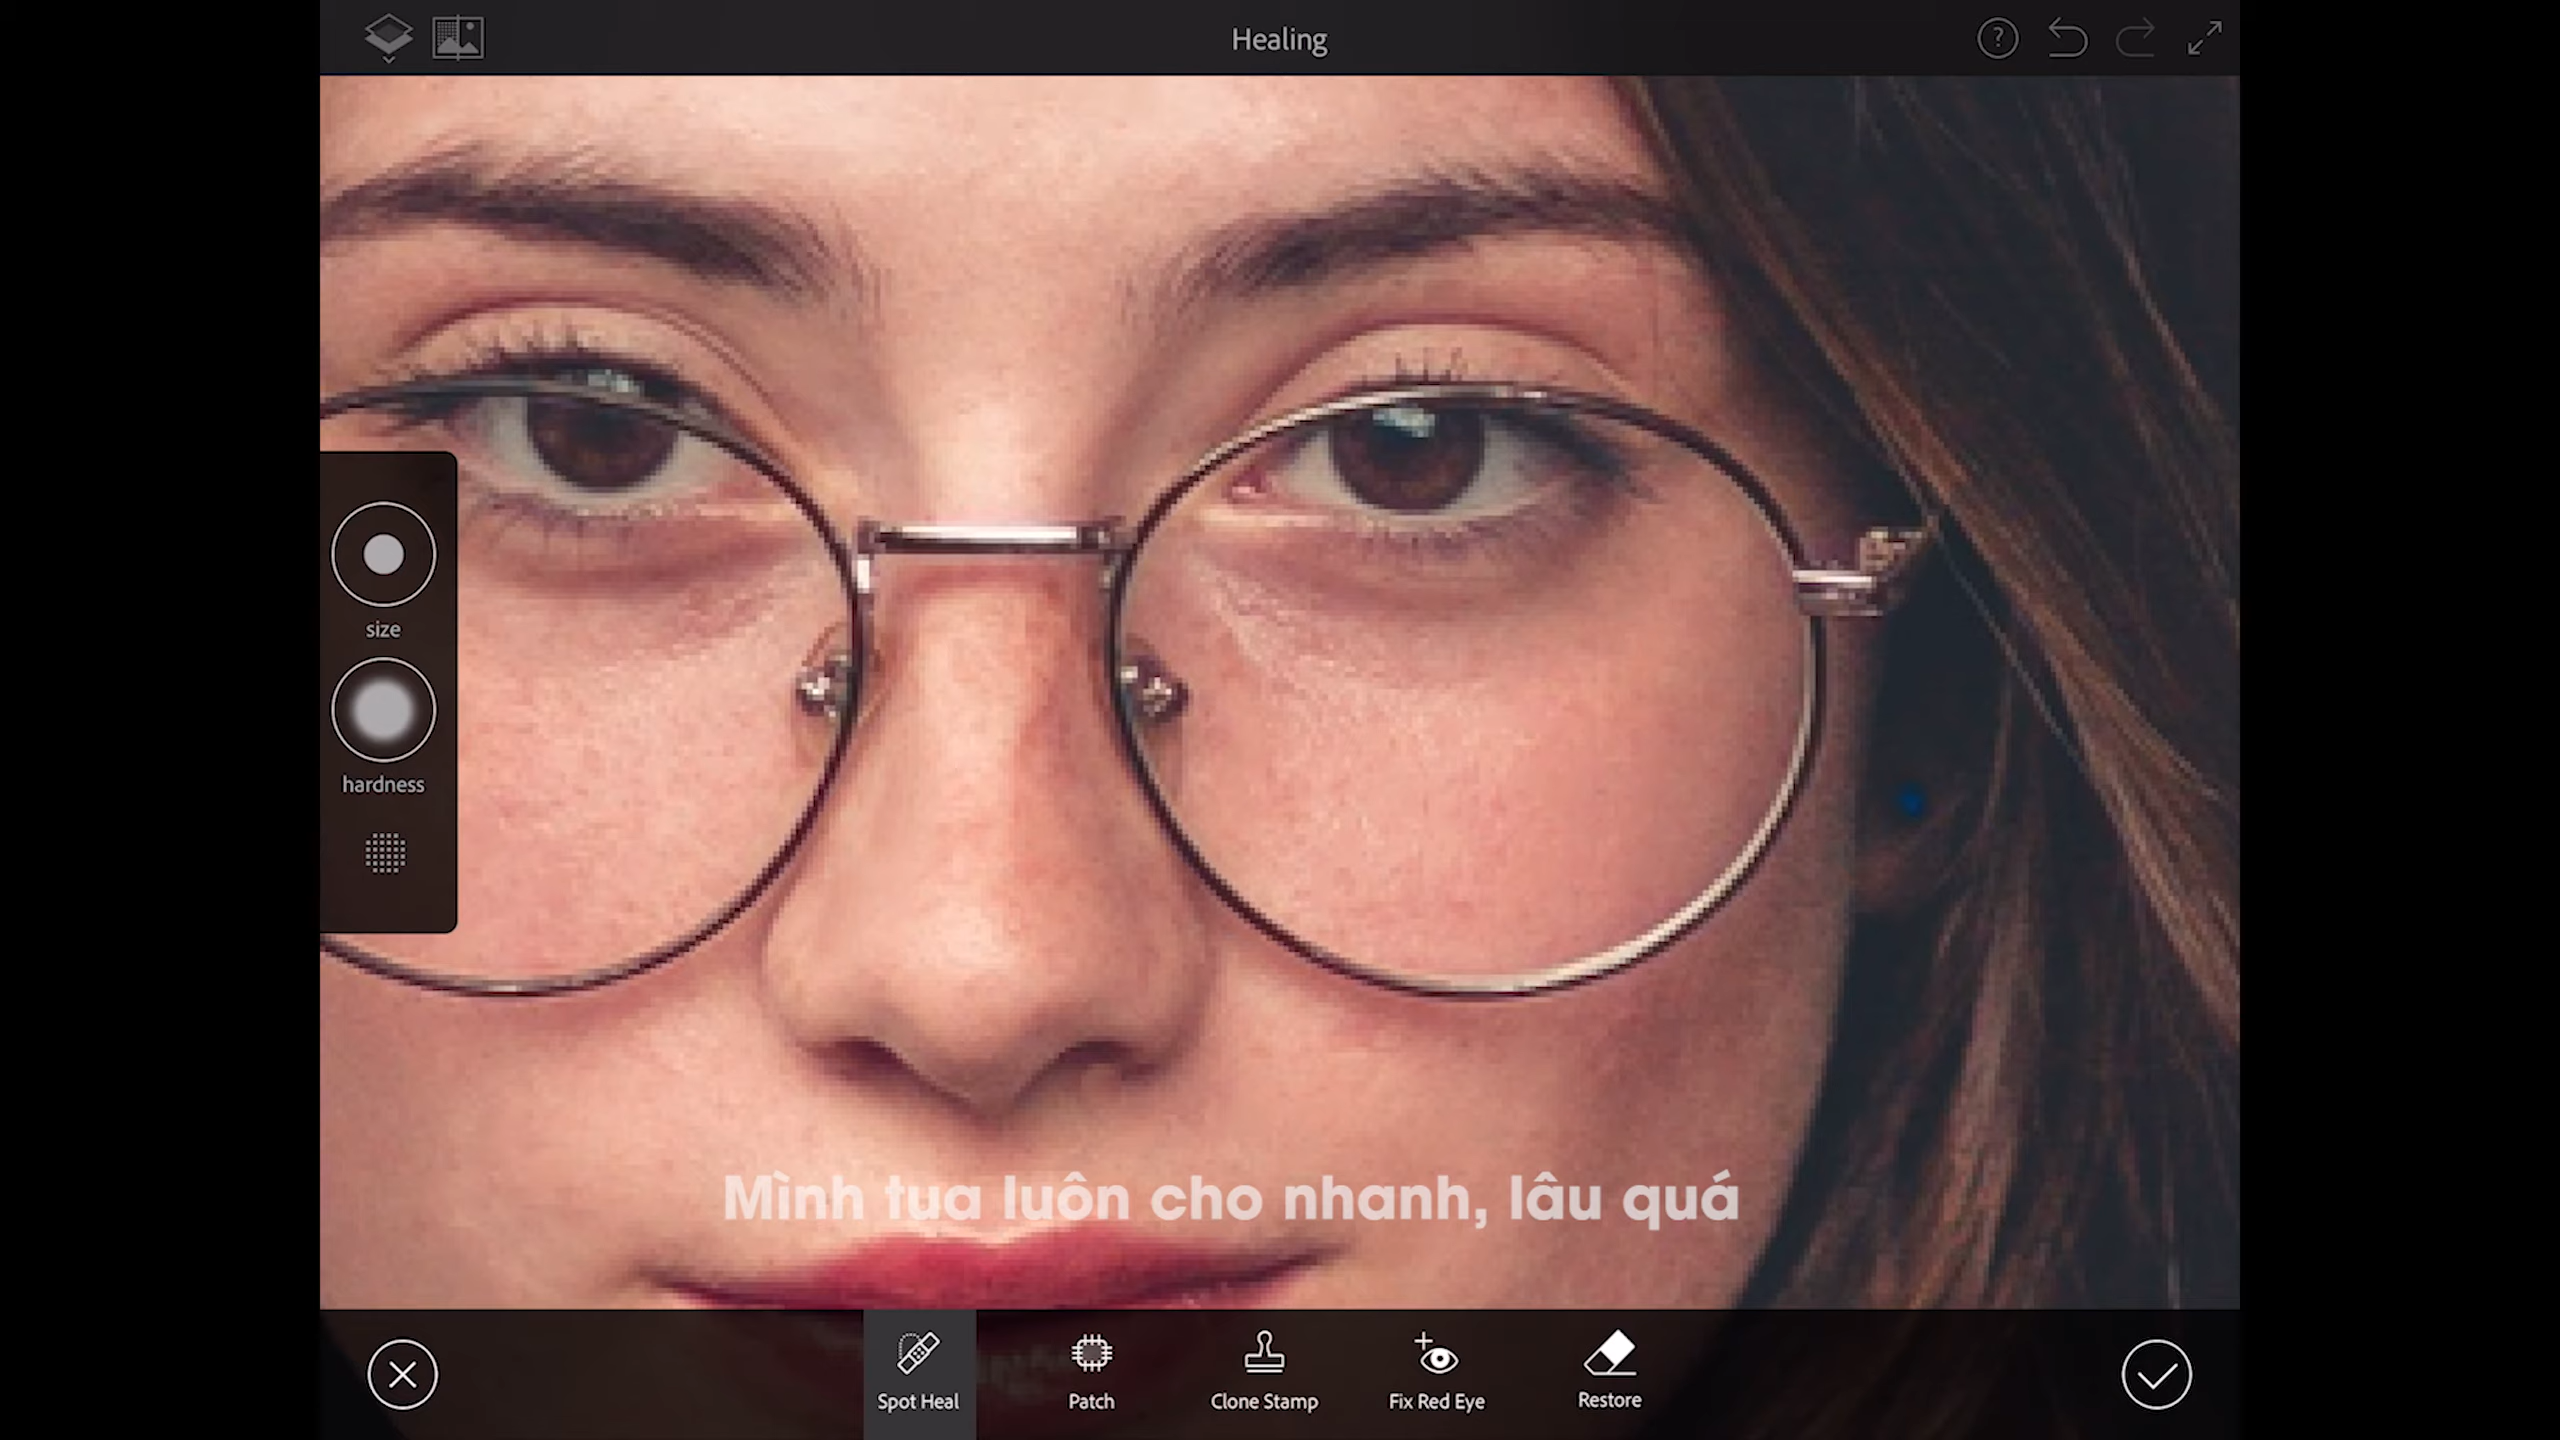 Healing
?
size
hardness
Mình tua luôn cho nhanh, lâu quá
Spot Heal
Patch
Clone Stamp
Fix Red Eye
Restore